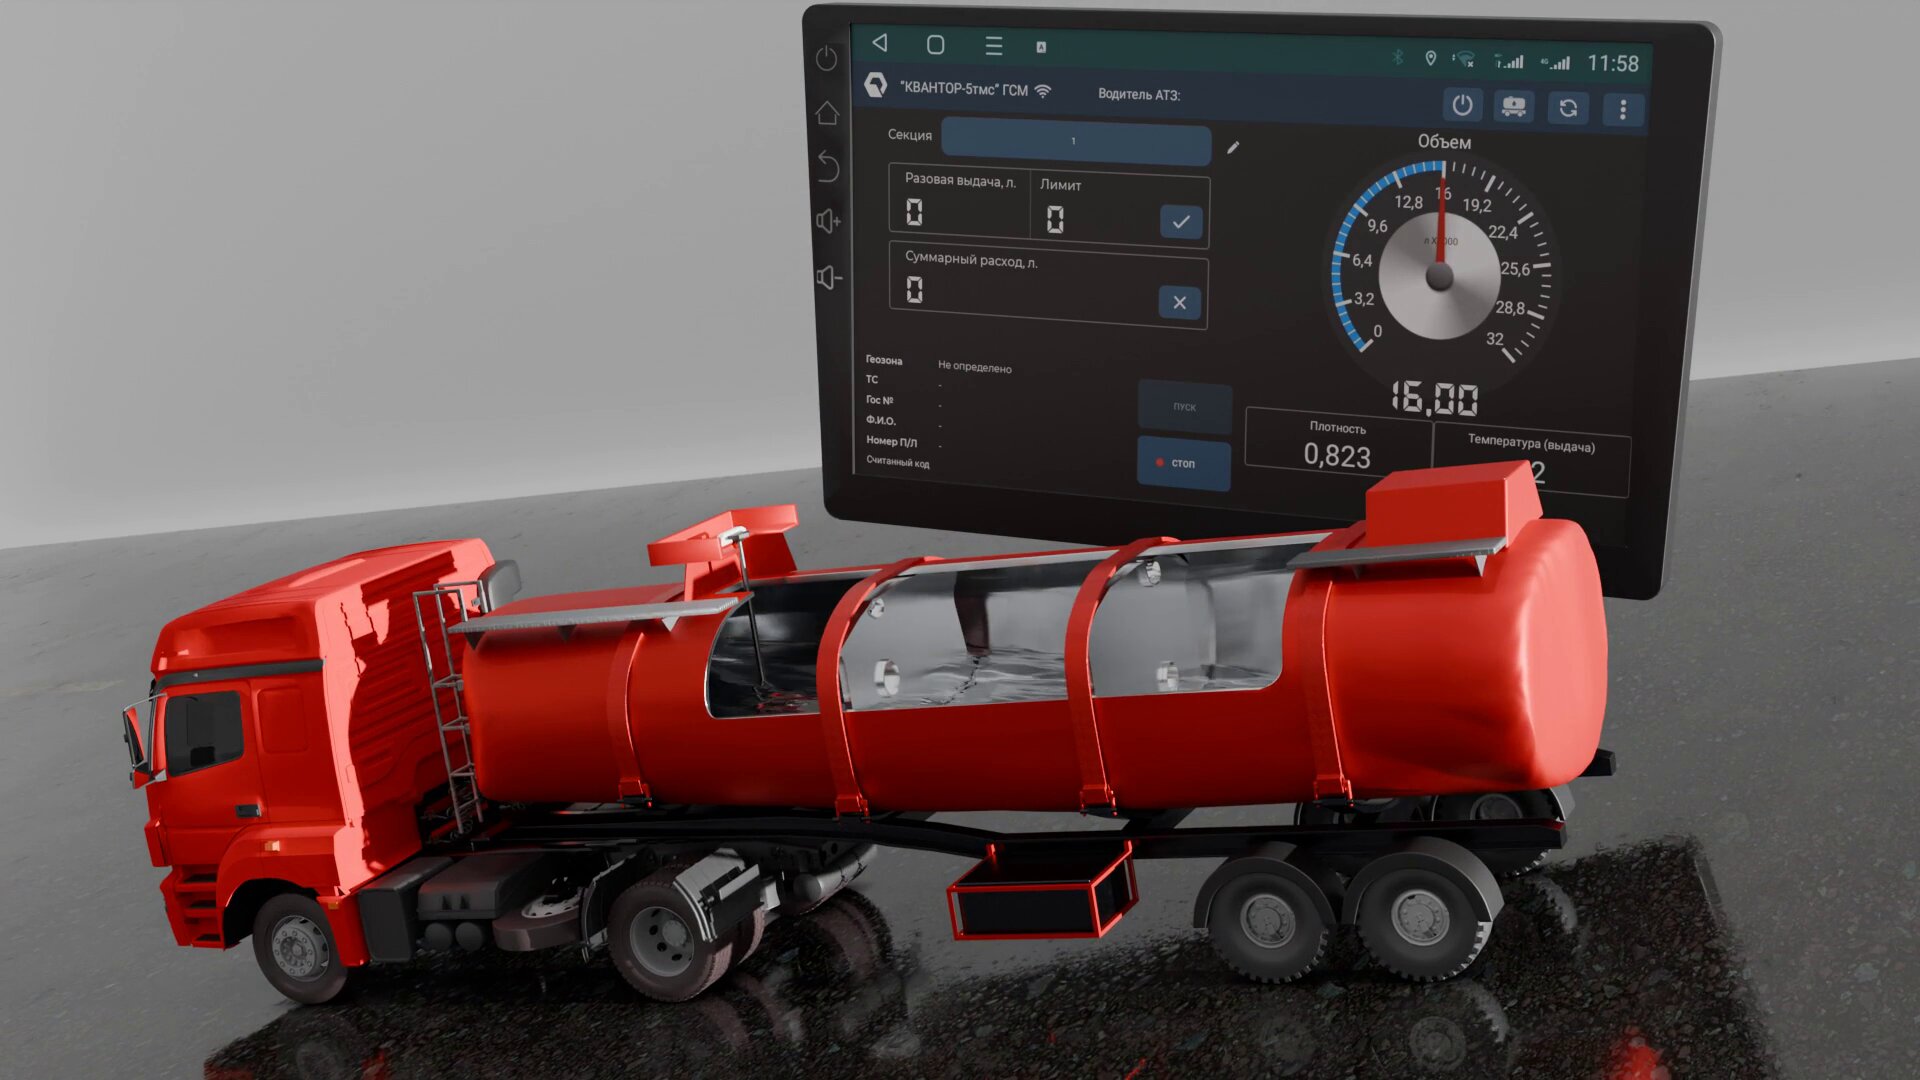 11:58
"КВАНТОР-5тмс" ГСМ
Водитель АТЗ:
Секция 1
Разовая выдача, л. Лимит
0 0
Суммарный расход, л.
0
Геозона Не определено
ТС -
Гос № -
Ф.И.О. -
Номер П/Л -
Считанный код
ПУСК
СТОП
Объем
0
3,2
6,4
9,6
12,8
16
19,2
22,4
25,6
28,8
32
16,00
Плотность
0,823
Температура (выдача)
2